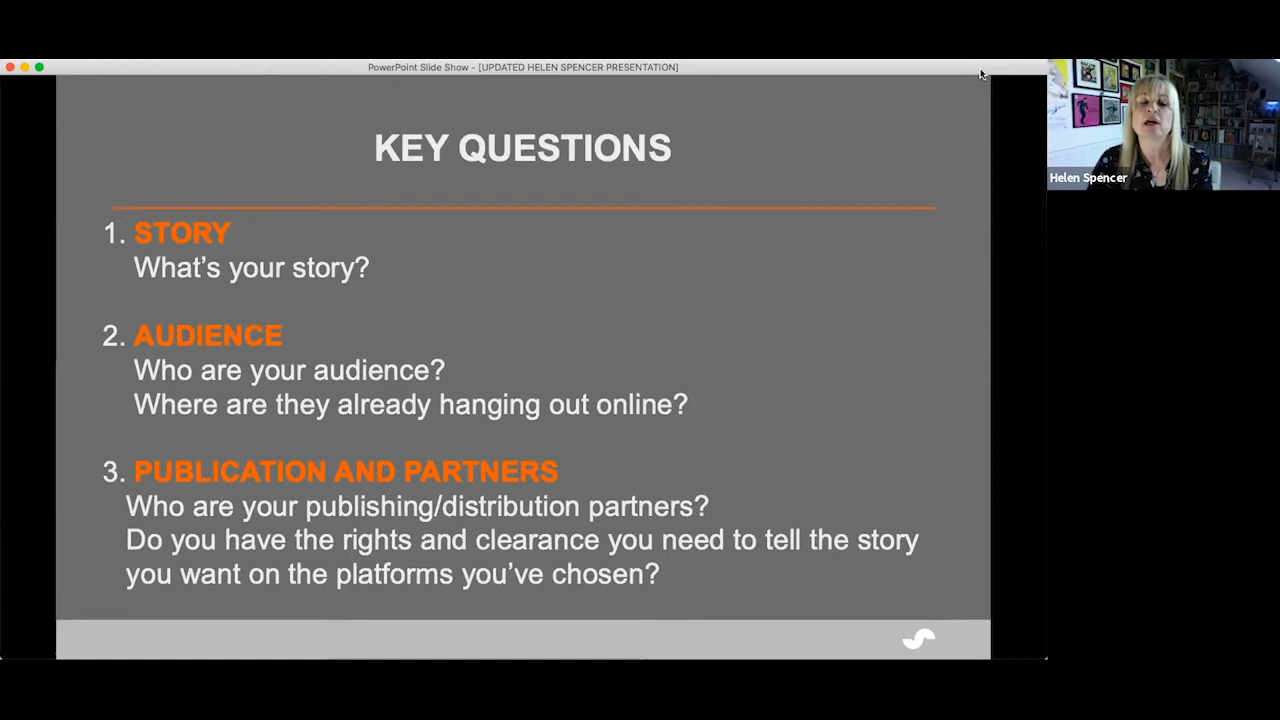 PowerPoint Slide Show - [UPDATED HELEN SPENCER PRESENTATION]
KEY QUESTIONS
1. STORY
What’s your story?
2. AUDIENCE
Who are your audience?
Where are they already hanging out online?
3. PUBLICATION AND PARTNERS
Who are your publishing/distribution partners?
Do you have the rights and clearance you need to tell the story
you want on the platforms you’ve chosen?
Helen Spencer